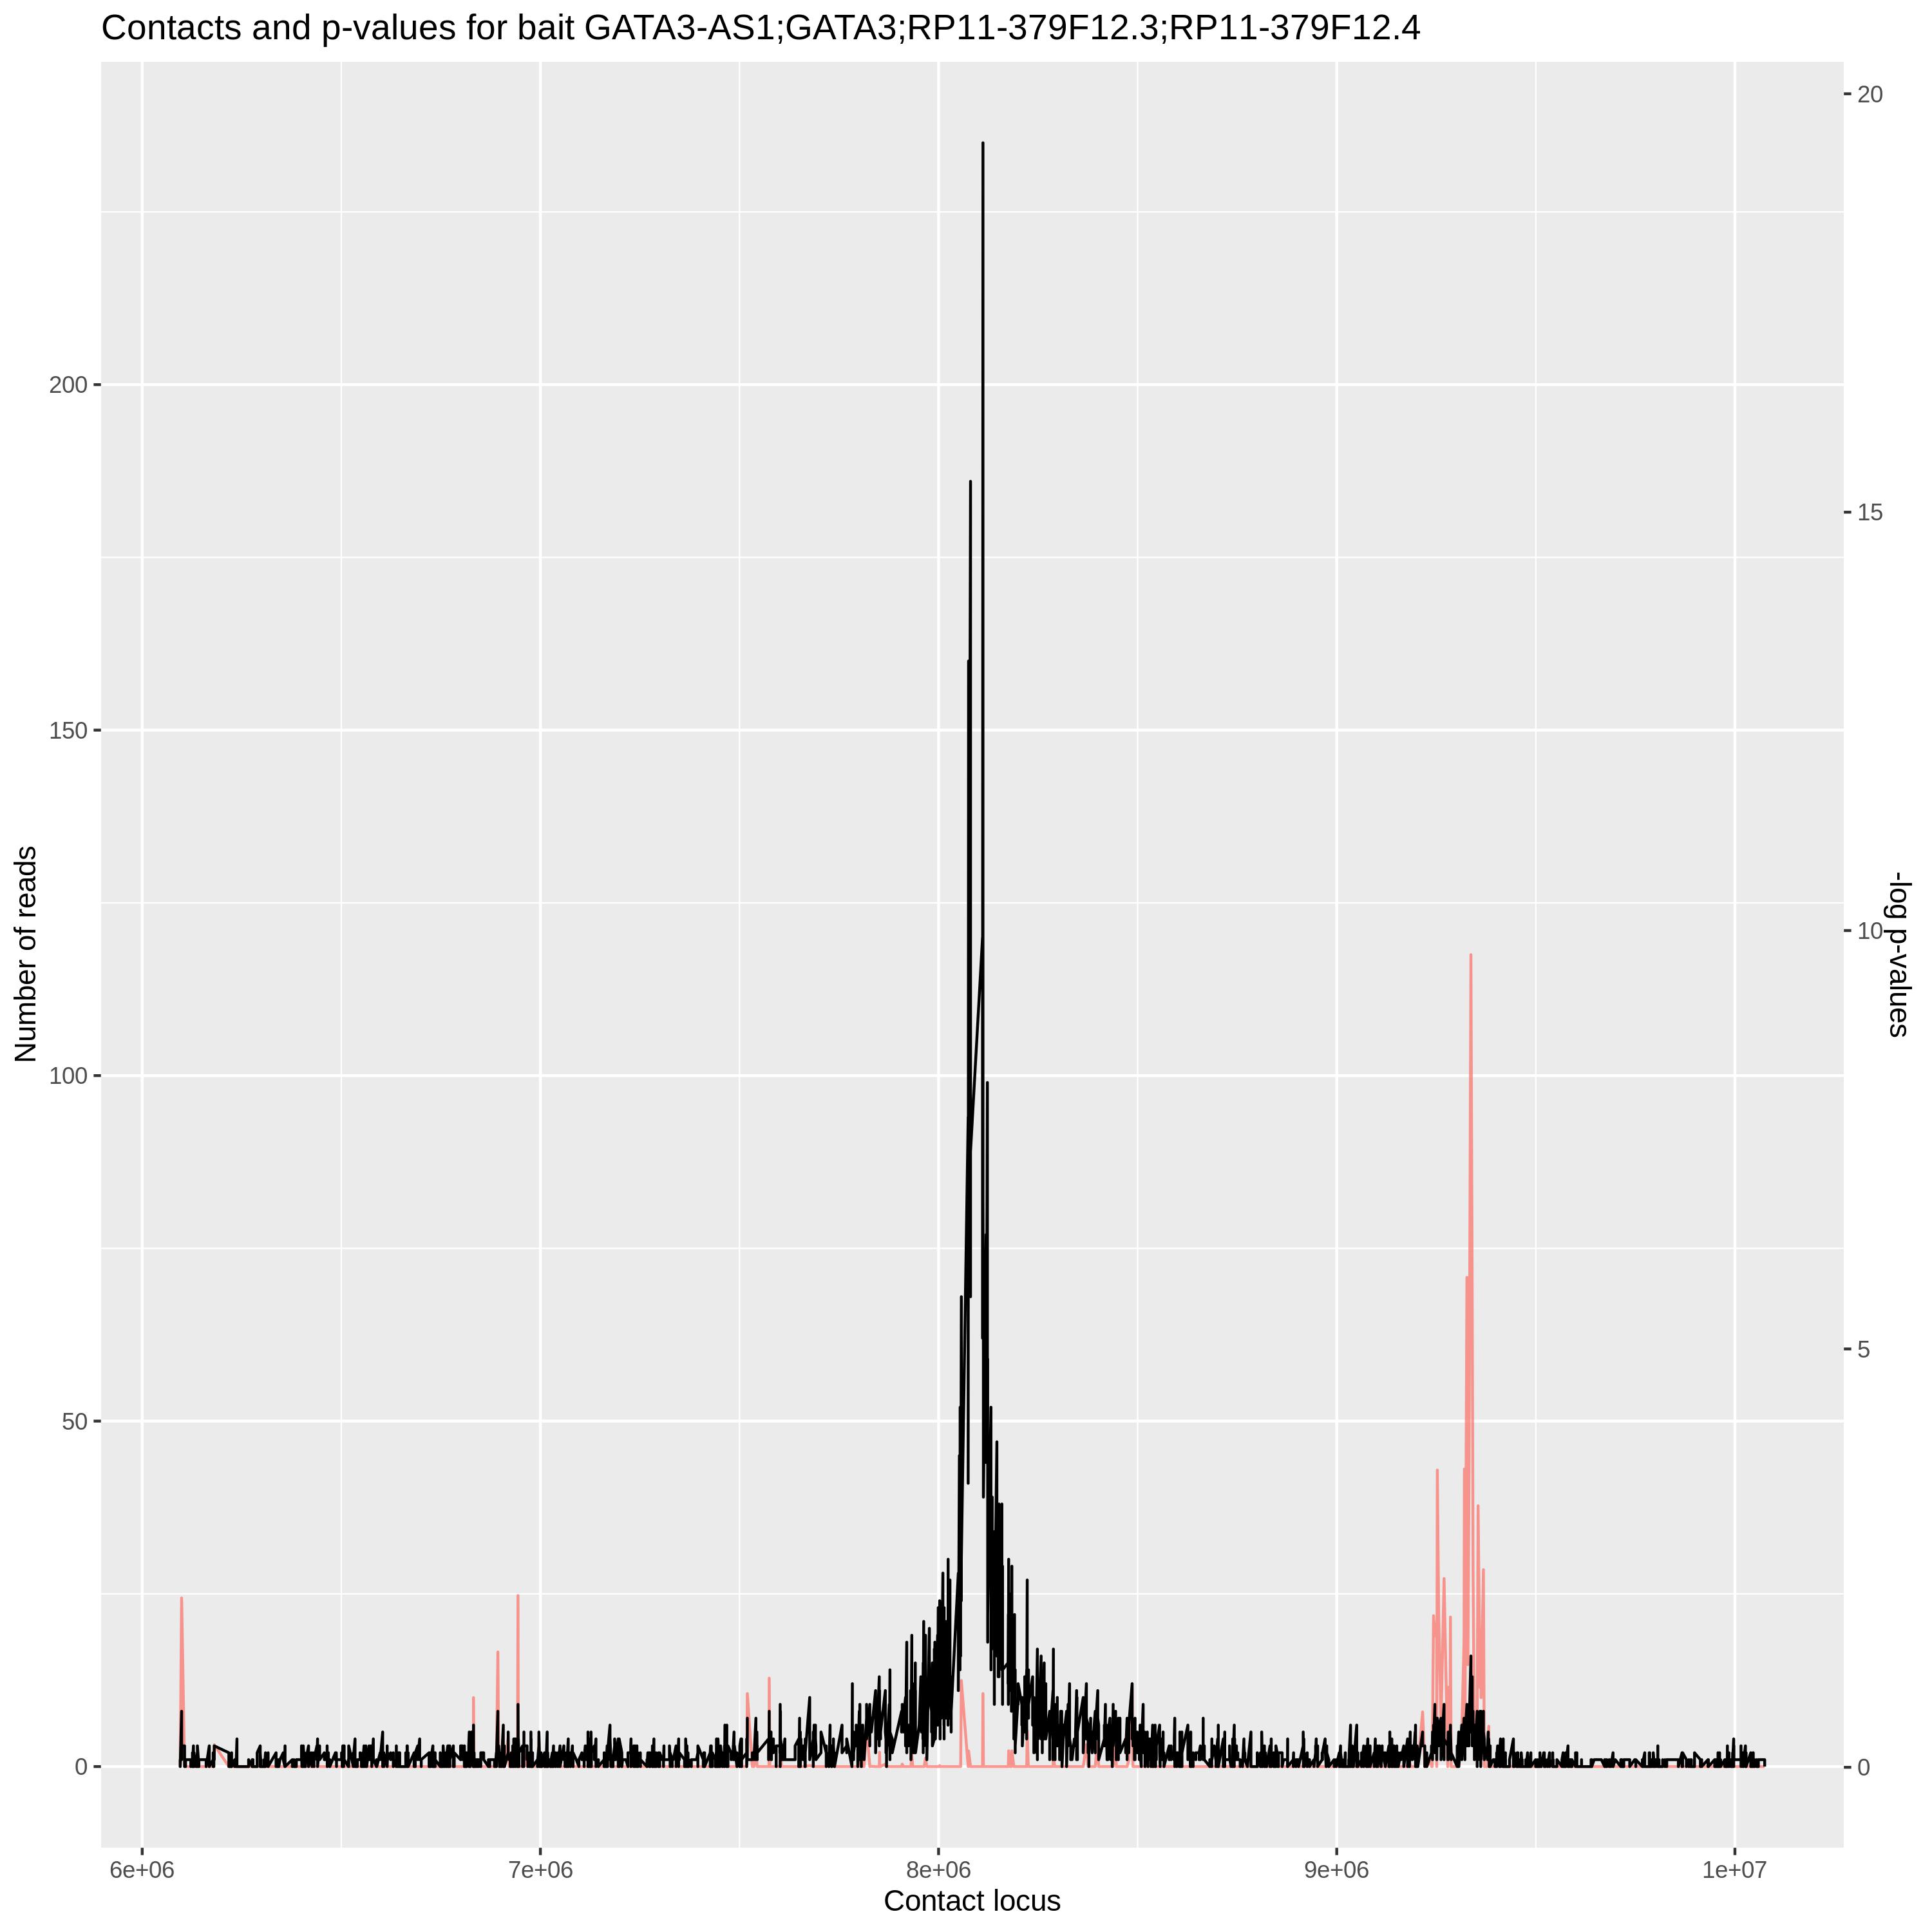 Contacts and p-values for bait GATA3-AS1;GATA3;RP11-379F12.3;RP11-379F12.4
20
200
15
150
Number of reads
-log p-values
10
100
5
50
0
0
6e+06
7e+06
8e+06
9e+06
1e+07
Contact locus